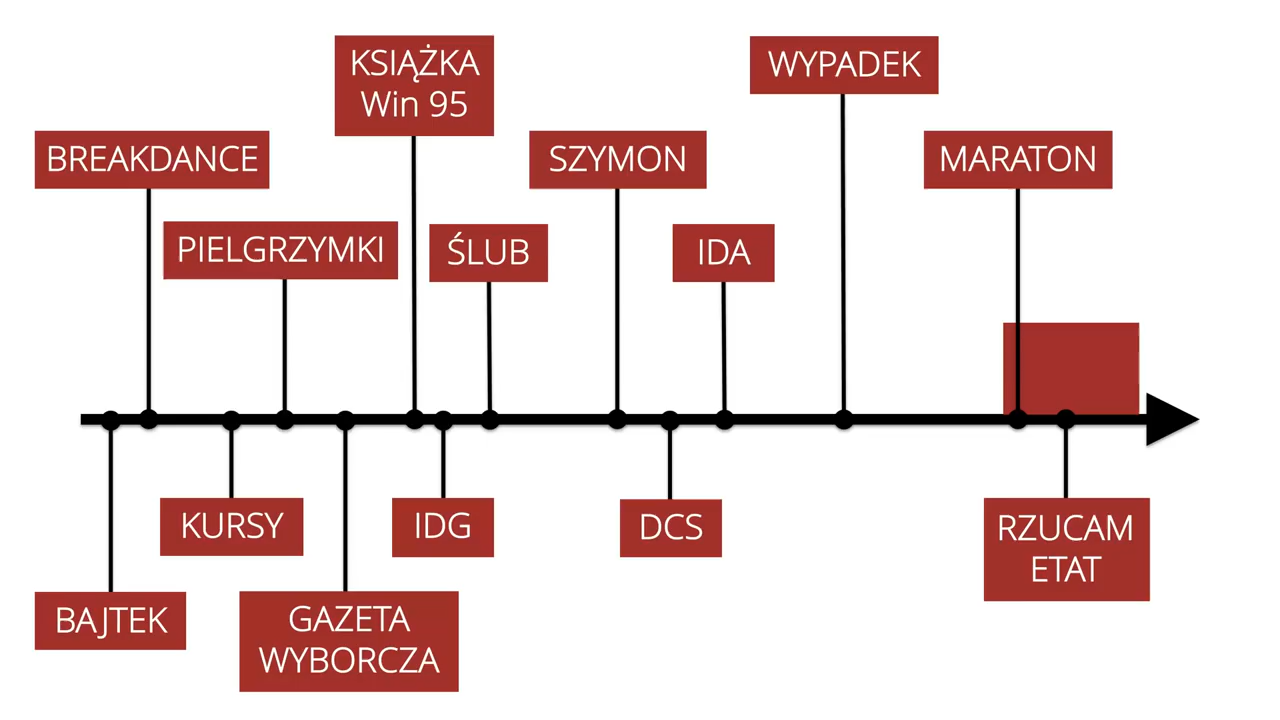 KSIĄŻKA
Win 95
WYPADEK
BREAKDANCE
SZYMON
MARATON
PIELGRZYMKI
ŚLUB
IDA
KURSY
IDG
DCS
RZUCAM
ETAT
BAJTEK
GAZETA
WYBORCZA